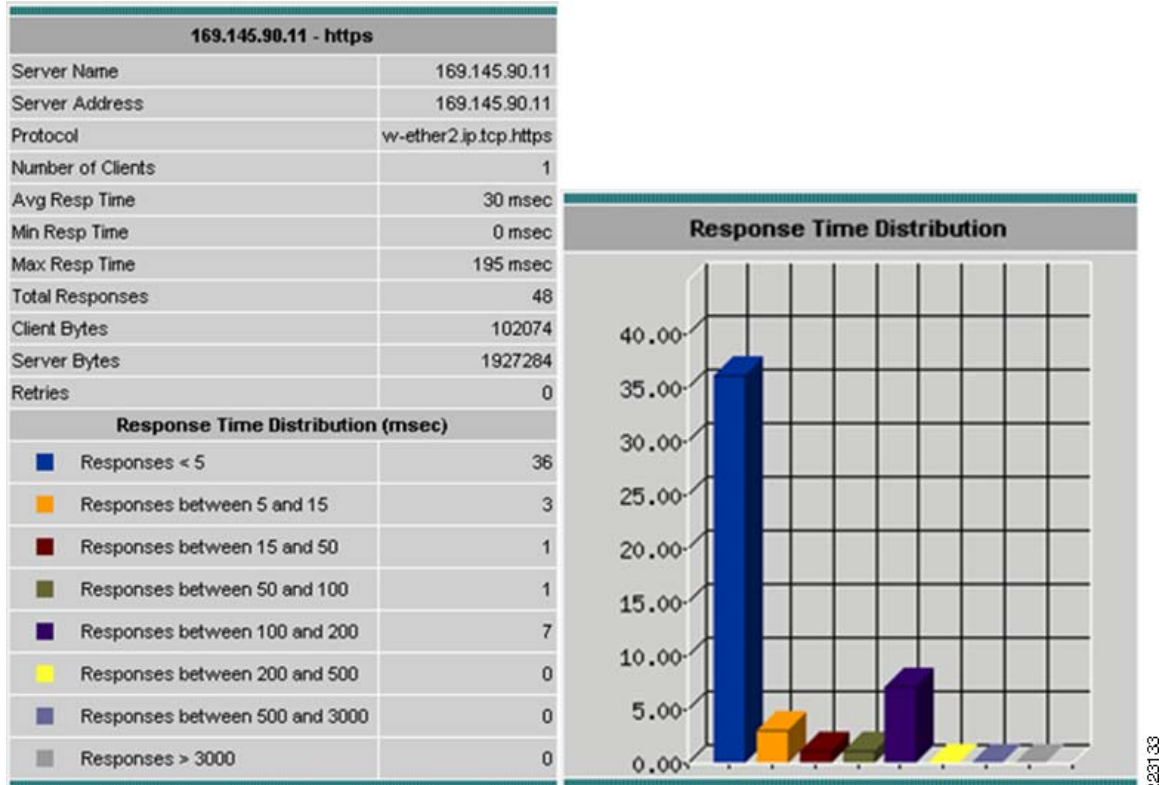 169.145.90.11 - https
Server Name 169.145.90.11
Server Address 169.145.90.11
Protocol w-ether2.ip.tcp.https
Number of Clients 1
Avg Resp Time 30 msec
Min Resp Time 0 msec
Max Resp Time 195 msec
Total Responses 48
Client Bytes 102074
Server Bytes 1927284
Retries 0
Response Time Distribution (msec)
Responses < 5 36
Responses between 5 and 15 3
Responses between 15 and 50 1
Responses between 50 and 100 1
Responses between 100 and 200 7
Responses between 200 and 500 0
Responses between 500 and 3000 0
Responses > 3000 0
Response Time Distribution
40.00
35.00
30.00
25.00
20.00
15.00
10.00
5.00
0.00
223133